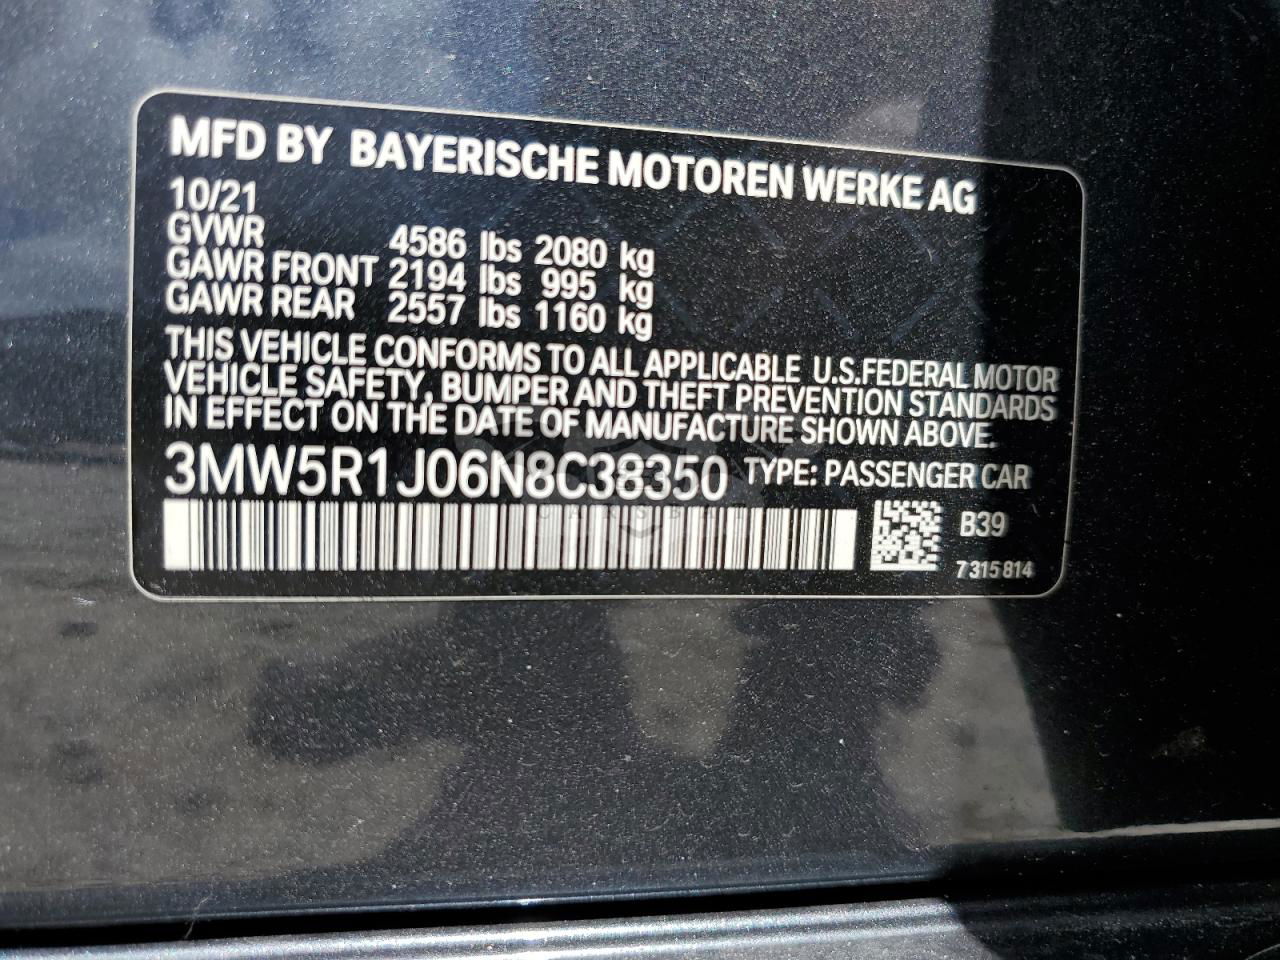 MFD BY BAYERISCHE MOTOREN WERKE AG
10/21
GVWR 4586 lbs 2080 kg
GAWR FRONT 2194 lbs 995 kg
GAWR REAR 2557 lbs 1160 kg
THIS VEHICLE CONFORMS TO ALL APPLICABLE U.S.FEDERAL MOTOR
VEHICLE SAFETY, BUMPER AND THEFT PREVENTION STANDARDS
IN EFFECT ON THE DATE OF MANUFACTURE SHOWN ABOVE.
3MW5R1J06N8C38350 TYPE: PASSENGER CAR
B39
7 315 814